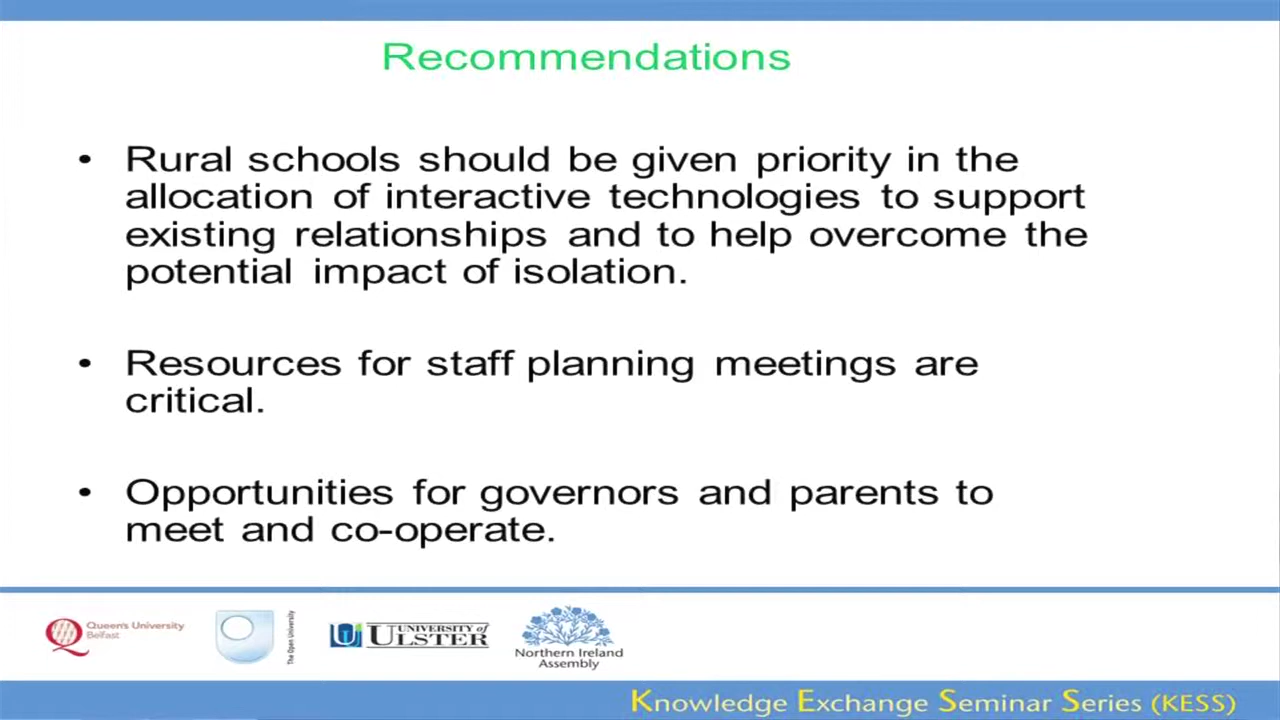 Recommendations
• Rural schools should be given priority in the
allocation of interactive technologies to support
existing relationships and to help overcome the
potential impact of isolation.
• Resources for staff planning meetings are
critical.
• Opportunities for governors and parents to
meet and co-operate.
Queen's University
Belfast
The Open University
UNIVERSITY of
ULSTER
Northern Ireland
Assembly
Knowledge Exchange Seminar Series (KESS)